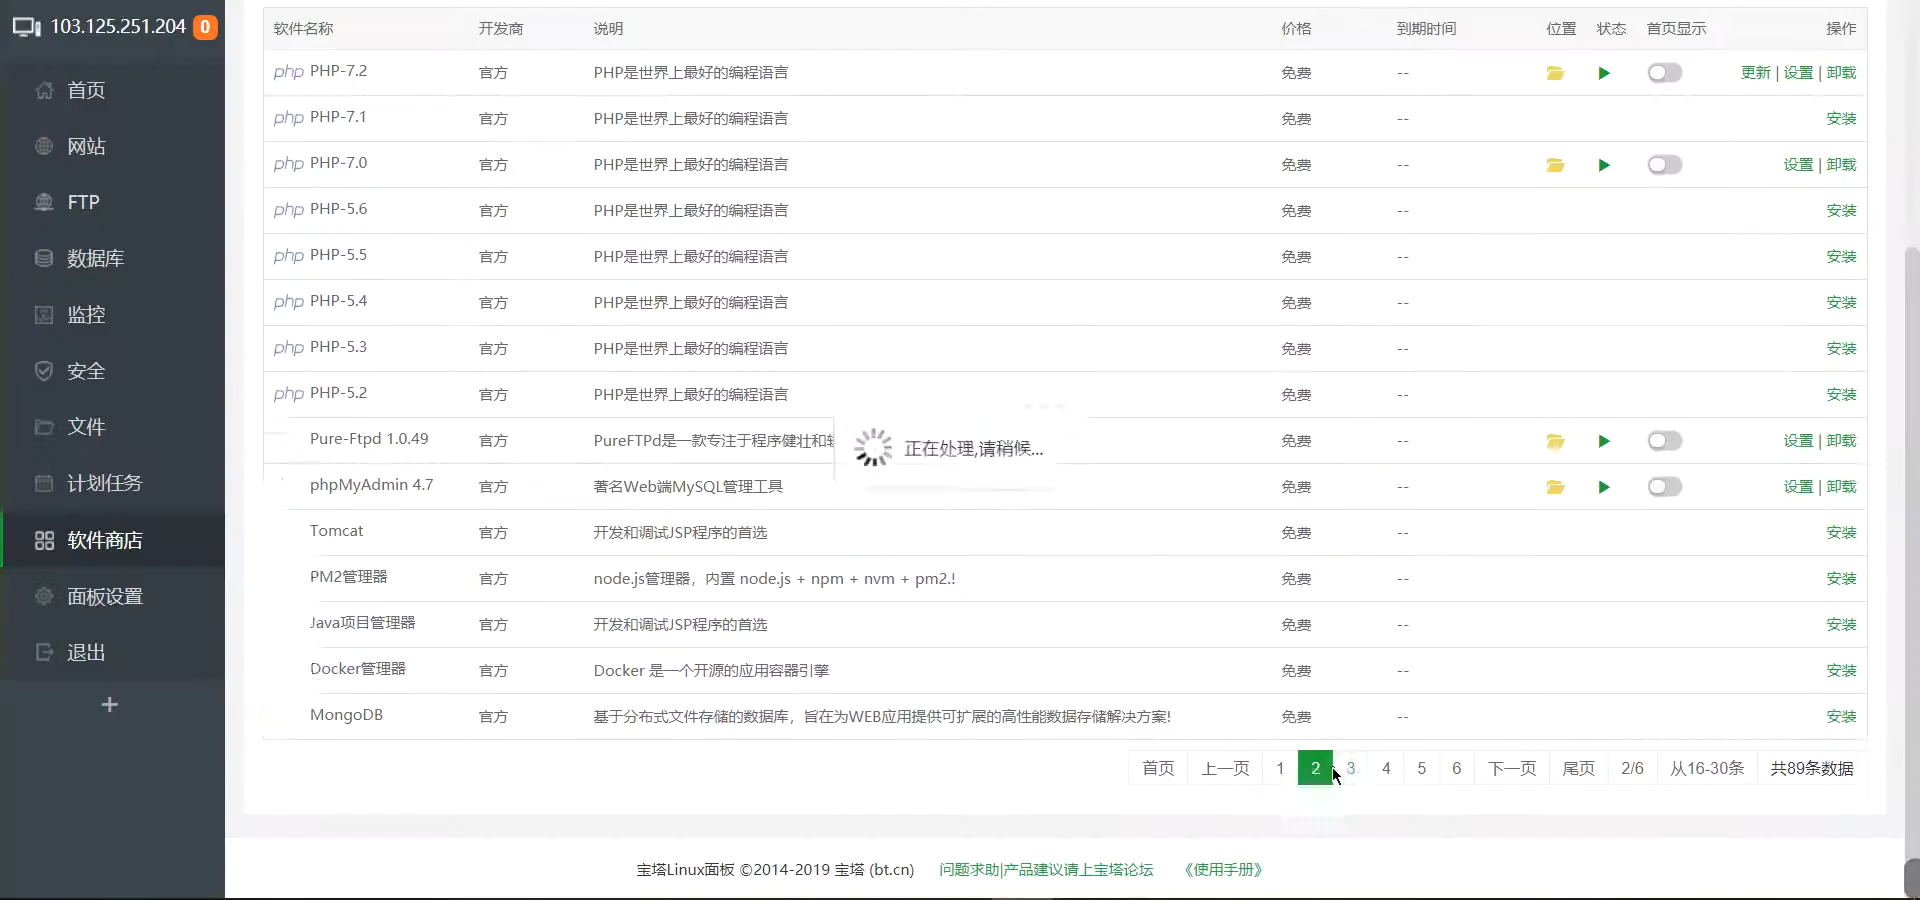 103.125.251.204 0
首页
网站
FTP
数据库
监控
安全
文件
计划任务
软件商店
面板设置
退出
+
软件名称 开发商 说明 价格 到期时间 位置 状态 首页显示 操作
php PHP-7.2 官方 PHP是世界上最好的编程语言 免费 -- 更新 | 设置 | 卸载
php PHP-7.1 官方 PHP是世界上最好的编程语言 免费 -- 安装
php PHP-7.0 官方 PHP是世界上最好的编程语言 免费 -- 设置 | 卸载
php PHP-5.6 官方 PHP是世界上最好的编程语言 免费 -- 安装
php PHP-5.5 官方 PHP是世界上最好的编程语言 免费 -- 安装
php PHP-5.4 官方 PHP是世界上最好的编程语言 免费 -- 安装
php PHP-5.3 官方 PHP是世界上最好的编程语言 免费 -- 安装
php PHP-5.2 官方 PHP是世界上最好的编程语言 免费 -- 安装
Pure-Ftpd 1.0.49 官方 PureFTPd是一款专注于程序健壮和 免费 -- 设置 | 卸载
正在处理,请稍候...
phpMyAdmin 4.7 官方 著名Web端MySQL管理工具 免费 -- 设置 | 卸载
Tomcat 官方 开发和调试JSP程序的首选 免费 -- 安装
PM2管理器 官方 node.js管理器，内置 node.js + npm + nvm + pm2.! 免费 -- 安装
Java项目管理器 官方 开发和调试JSP程序的首选 免费 -- 安装
Docker管理器 官方 Docker 是一个开源的应用容器引擎 免费 -- 安装
MongoDB 官方 基于分布式文件存储的数据库，旨在为WEB应用提供可扩展的高性能数据存储解决方案! 免费 -- 安装
首页 上一页 1 2 3 4 5 6 下一页 尾页 2/6 从16-30条 共89条数据
宝塔Linux面板 ©2014-2019 宝塔 (bt.cn) 问题求助|产品建议请上宝塔论坛 《使用手册》